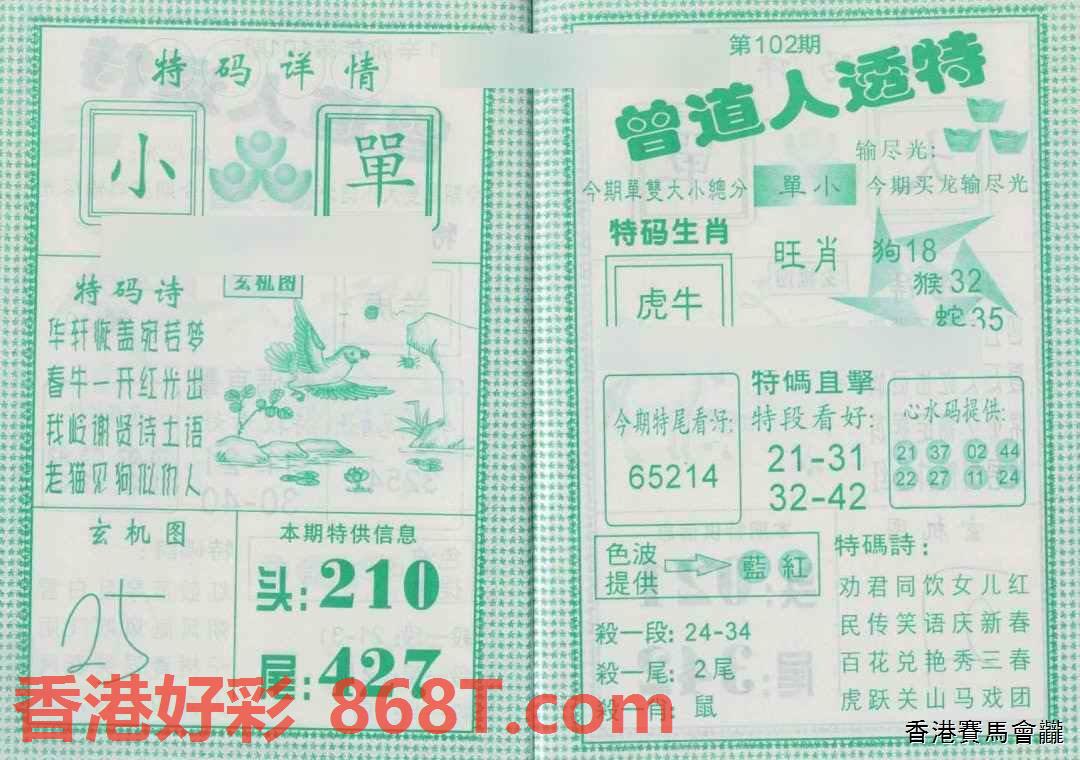 特码详情
小 單
特码诗
玄机图
华轩慨盖宛若梦
春牛一开红光出
我岭谢贤诗土语
老猫见狗似仇人
玄机图
25
本期特供信息
头:210
尾:427
第102期
曾道人透特
输尽光:
今期單雙大小總分 單小 今期买龙输尽光
特码生肖
虎牛
旺肖 狗18
猴32
蛇35
今期特尾看好:
65214
特碼直擊
特段看好:
21-31
32-42
心水码提供:
21 37 02 44
22 27 11 24
色波提供 藍 紅
殺一段: 24-34
殺一尾: 2尾
殺一肖: 鼠
特碼詩:
劝君同饮女儿红
民传笑语庆新春
百花兑艳秀三春
虎跃关山马戏团
香港好彩 868T.com
香港賽馬會